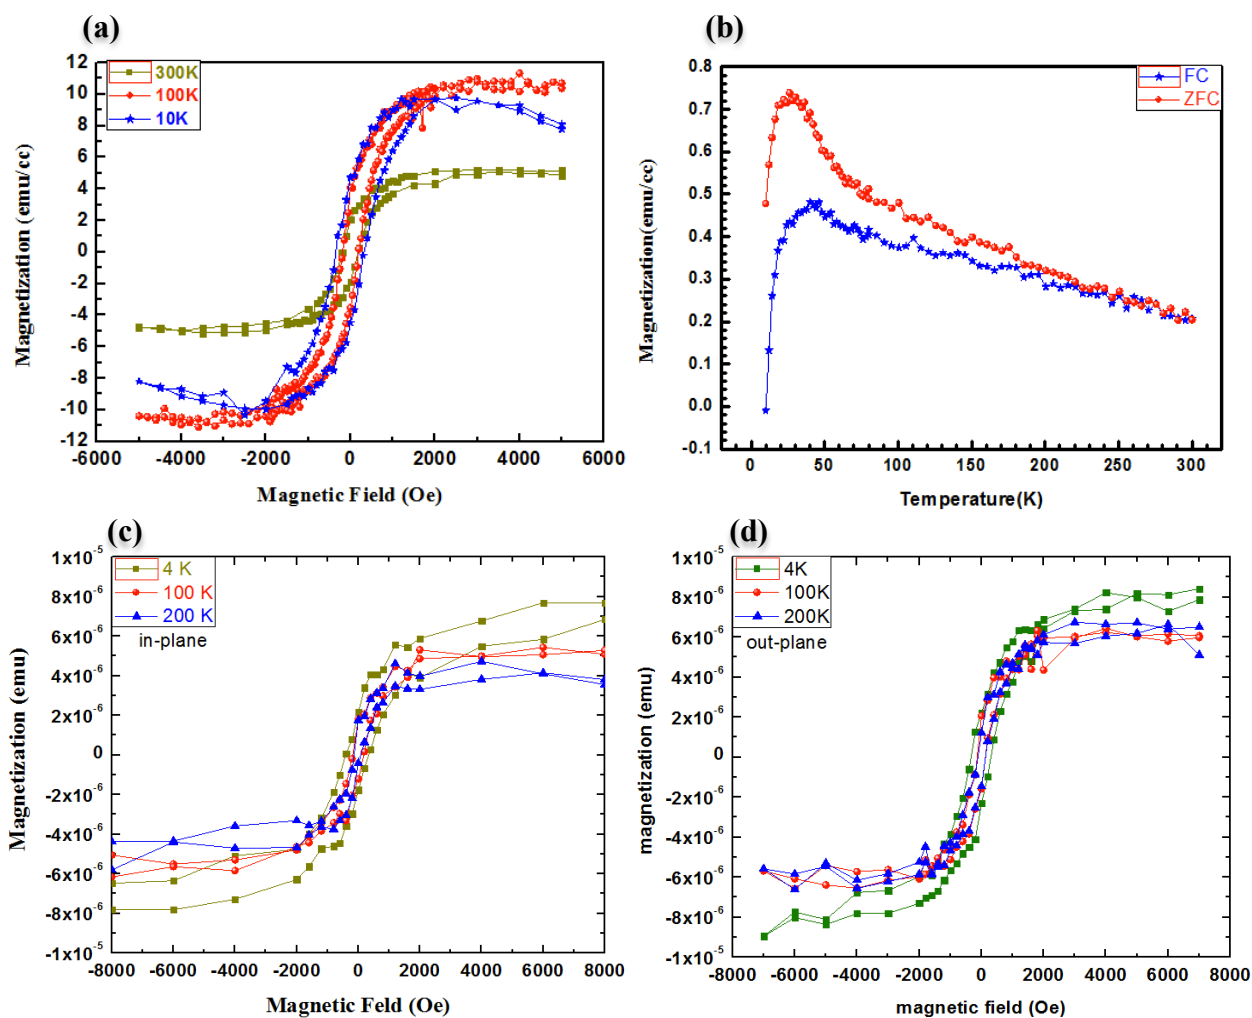 (a)
12
10
8
6
4
2
0
-2
-4
-6
-8
-10
-12
-6000 -4000 -2000 0 2000 4000 6000
Magnetization (emu/cc)
Magnetic Field (Oe)
300K
100K
10K
(b)
0.8
0.7
0.6
0.5
0.4
0.3
0.2
0.1
0.0
-0.1
0 50 100 150 200 250 300
Magnetization(emu/cc)
Temperature(K)
FC
ZFC
(c)
1x10-5
8x10-6
6x10-6
4x10-6
2x10-6
0
-2x10-6
-4x10-6
-6x10-6
-8x10-6
-1x10-5
-8000 -6000 -4000 -2000 0 2000 4000 6000 8000
Magnetization (emu)
Magnetic Feld (Oe)
4 K
100 K
200 K
in-plane
(d)
1x10-5
8x10-6
6x10-6
4x10-6
2x10-6
0
-2x10-6
-4x10-6
-6x10-6
-8x10-6
-1x10-5
-8000 -6000 -4000 -2000 0 2000 4000 6000 8000
magnetization (emu)
magnetic field (Oe)
4K
100K
200K
out-plane